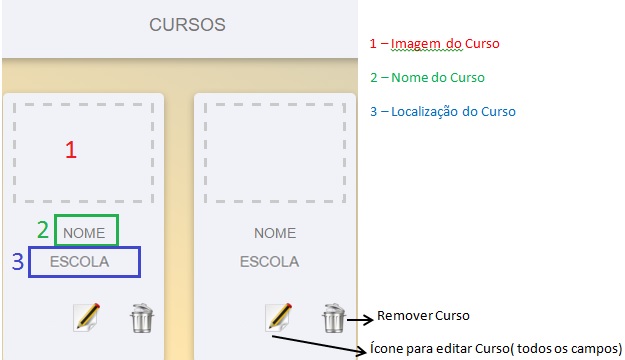 CURSOS
1 – Imagem do Curso
2 – Nome do Curso
3 – Localização do Curso
1
2 NOME
3 ESCOLA
NOME
ESCOLA
Remover Curso
Ícone para editar Curso( todos os campos)